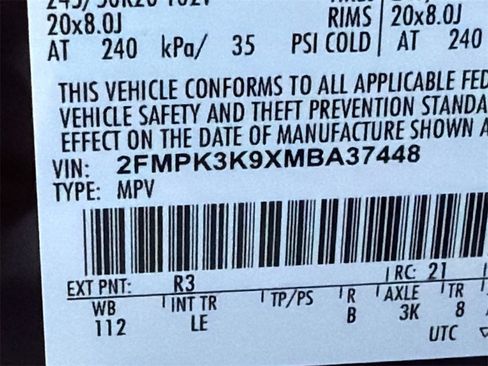 20x8.0J RIMS 20x8.0J
AT 240 kPa/ 35 PSI COLD AT 240
THIS VEHICLE CONFORMS TO ALL APPLICABLE FED
VEHICLE SAFETY AND THEFT PREVENTION STANDA
EFFECT ON THE DATE OF MANUFACTURE SHOWN A
VIN: 2FMPK3K9XMBA37448
TYPE: MPV
EXT PNT: R3 RC: 21
WB INT TR TP/PS R AXLE TR
112 LE B 3K 8
UTC